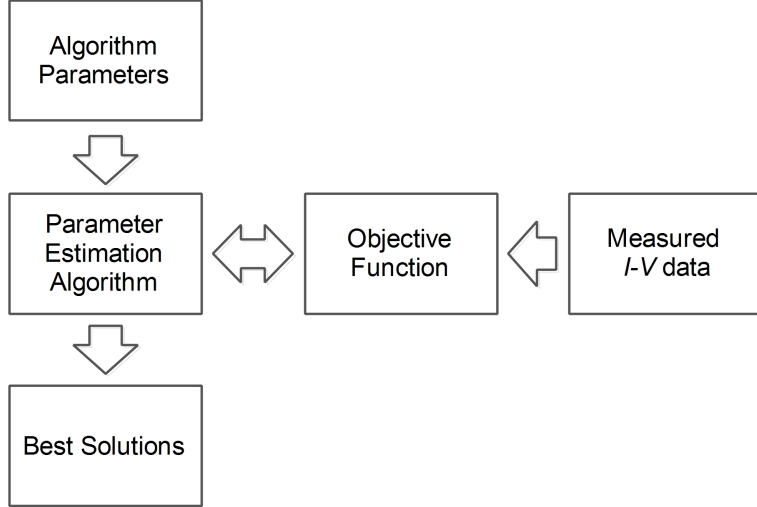 Algorithm
Parameters
Parameter
Estimation
Algorithm
Objective
Function
Measured
I-V data
Best Solutions